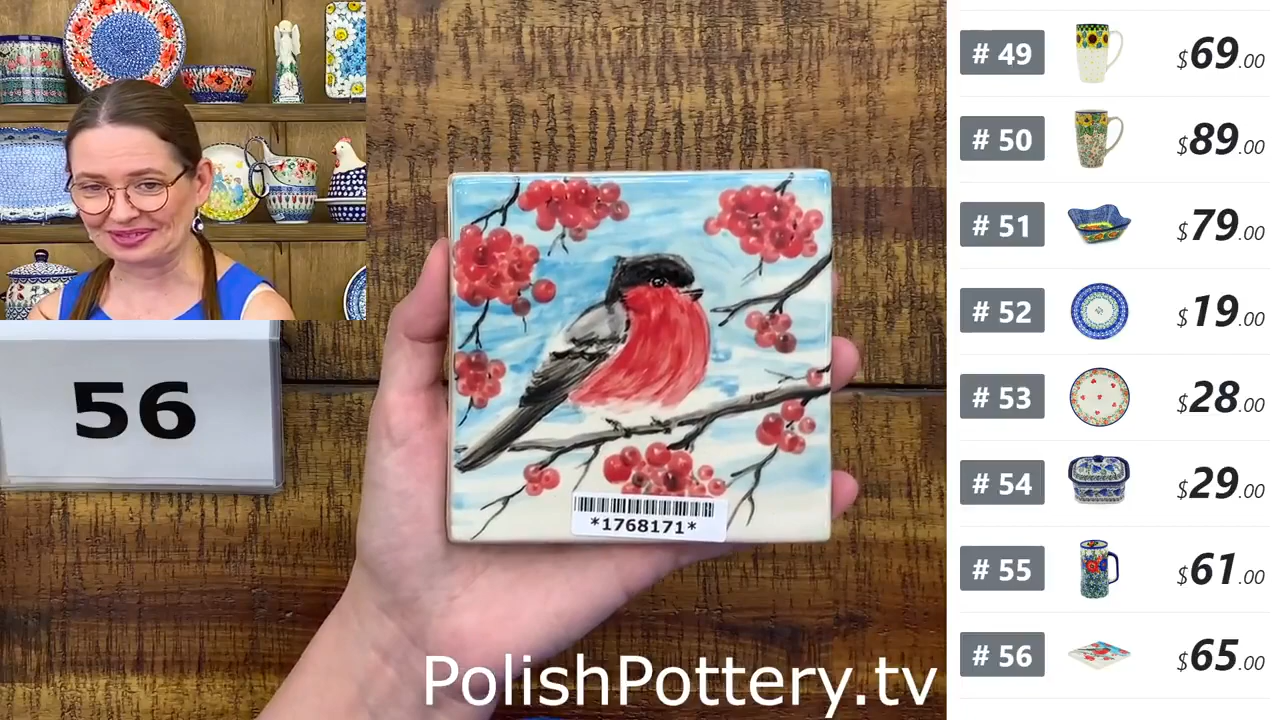 56
*1768171*
PolishPottery.tv
# 49 $69.00
# 50 $89.00
# 51 $79.00
# 52 $19.00
# 53 $28.00
# 54 $29.00
# 55 $61.00
# 56 $65.00